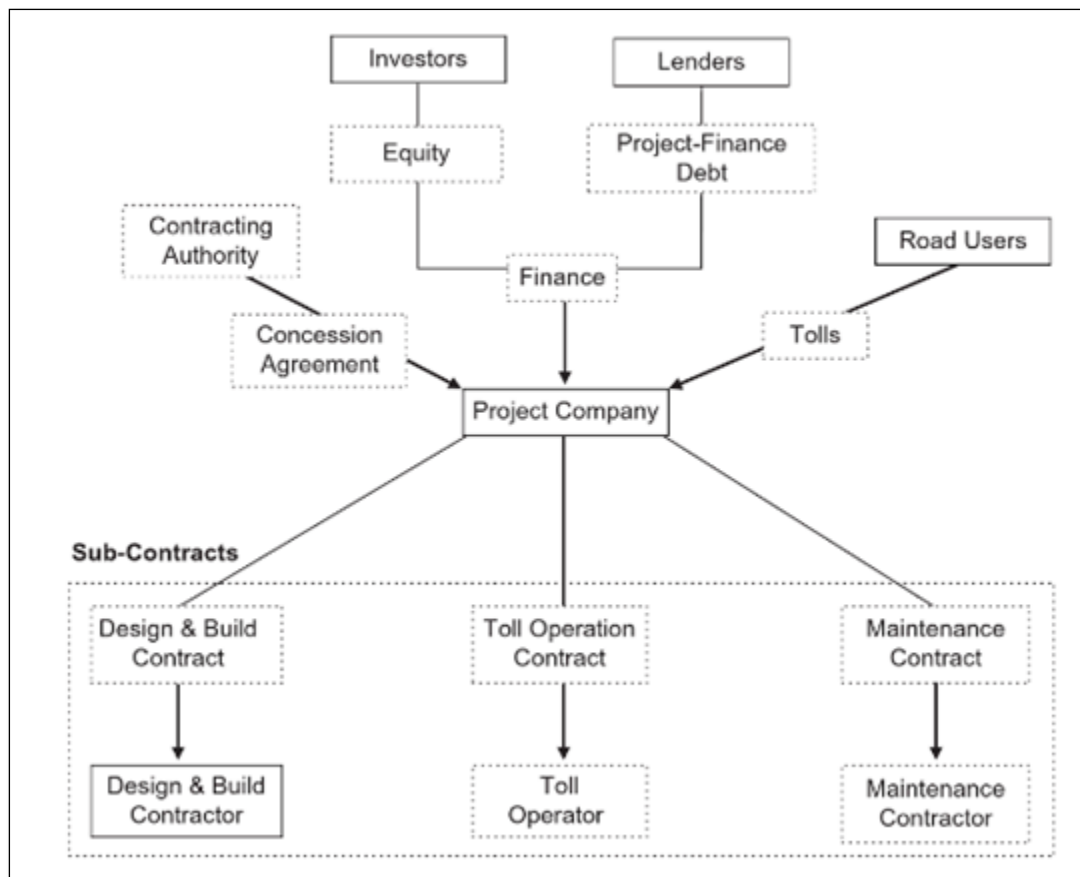 Investors
Lenders
Equity
Project-Finance
Debt
Contracting
Authority
Road Users
Finance
Concession
Agreement
Tolls
Project Company
Sub-Contracts
Design & Build
Contract
Toll Operation
Contract
Maintenance
Contract
Design & Build
Contractor
Toll
Operator
Maintenance
Contractor